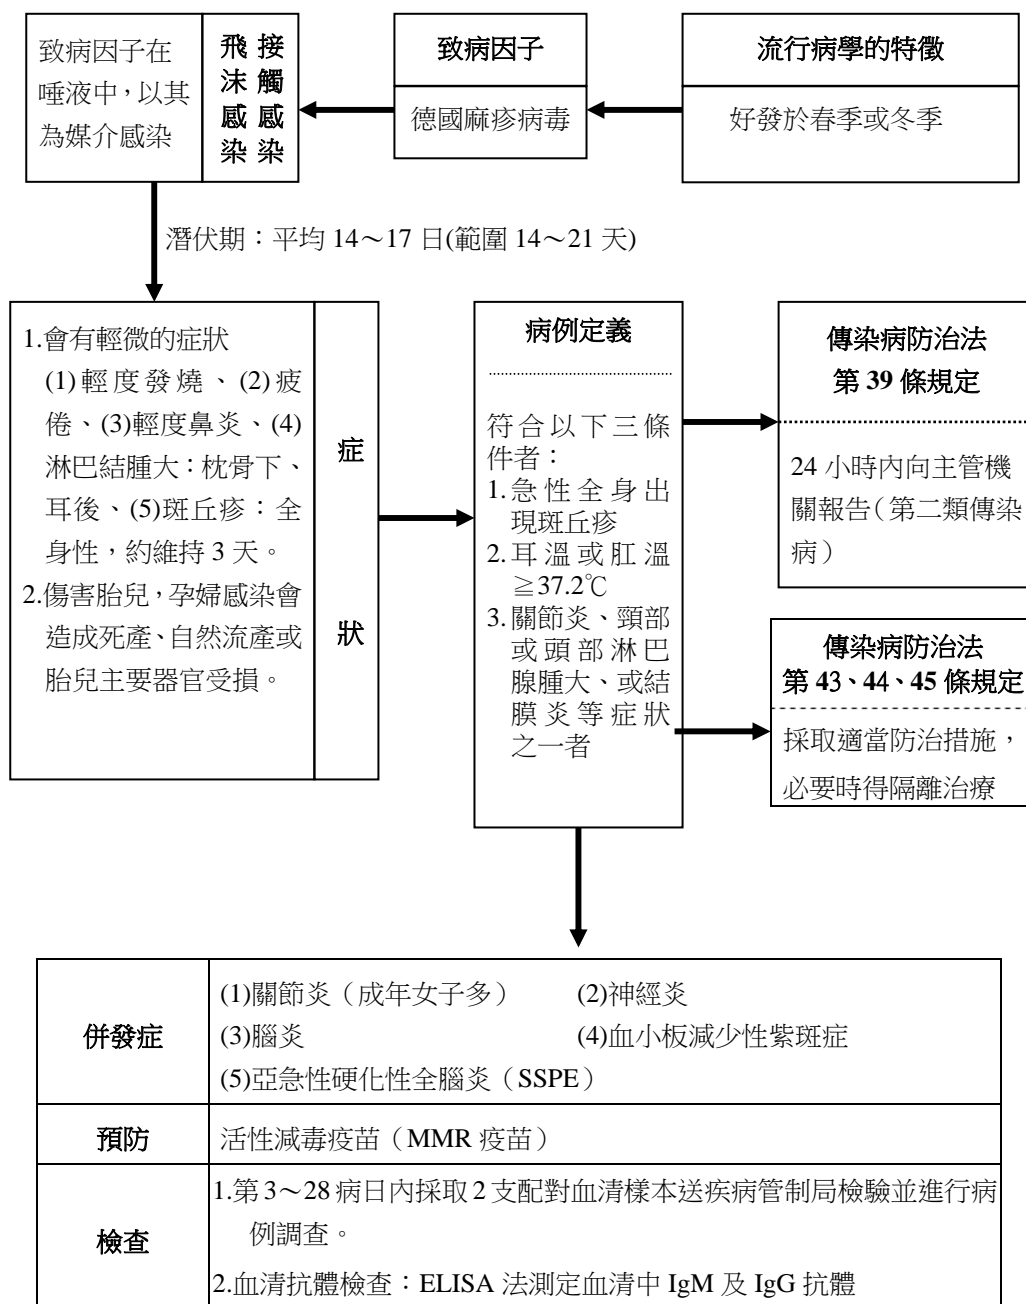 致病因子在
唾液中，以其
為媒介感染
飛沫感染
接觸感染
致病因子
德國麻疹病毒
流行病學的特徵
好發於春季或冬季
潛伏期：平均 14～17 日(範圍 14～21 天)
1.會有輕微的症狀
(1)輕度發燒、(2)疲
倦、(3)輕度鼻炎、(4)
淋巴結腫大：枕骨下、
耳後、(5)斑丘疹：全
身性，約維持 3 天。
2.傷害胎兒，孕婦感染會
造成死產、自然流產或
胎兒主要器官受損。
症
狀
病例定義
符合以下三條
件者：
1.急性全身出
現斑丘疹
2.耳溫或肛溫
≧37.2℃
3.關節炎、頸部
或頭部淋巴
腺腫大、或結
膜炎等症狀
之一者
傳染病防治法
第 39 條規定
24 小時內向主管機
關報告（第二類傳染
病）
傳染病防治法
第 43、44、45 條規定
採取適當防治措施，
必要時得隔離治療
併發症
(1)關節炎（成年女子多） (2)神經炎
(3)腦炎 (4)血小板減少性紫斑症
(5)亞急性硬化性全腦炎（SSPE）
預防
活性減毒疫苗（MMR 疫苗）
檢查
1.第 3～28 病日內採取 2 支配對血清樣本送疾病管制局檢驗並進行病
例調查。
2.血清抗體檢查：ELISA 法測定血清中 IgM 及 IgG 抗體